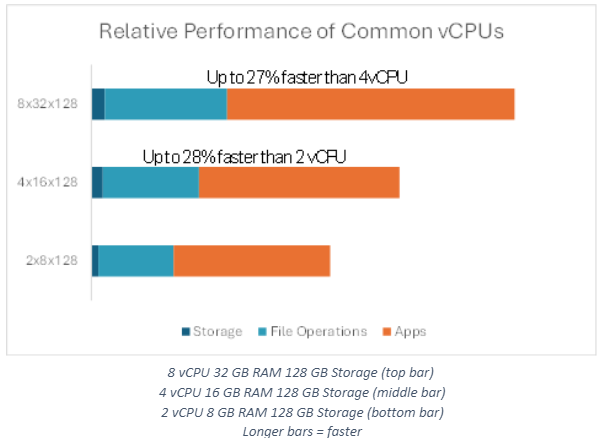 Relative Performance of Common vCPUs
Up to 27% faster than 4vCPU
8x32x128
Up to 28% faster than 2 vCFU
4x16x128
2x8x128
Storage File Operations Apps
8 vCPU 32 GB RAM 128 GB Storage (top bar)
4 vCPU 16 GB RAM 128 GB Storage (middle bar)
2 vCPU 8 GB RAM 128 GB Storage (bottom bar)
Longer bars = faster